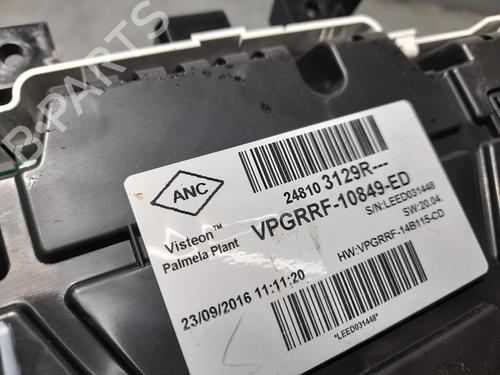 B-PARTS
ANC
24810 3129R---
VPGRRF-10849-ED
S/N:LEED031448
SW:20.04.
Visteon™
Palmela Plant
HW:VPGRRF-14B115-CD
23/09/2016 11:11:20
*LEED031448*